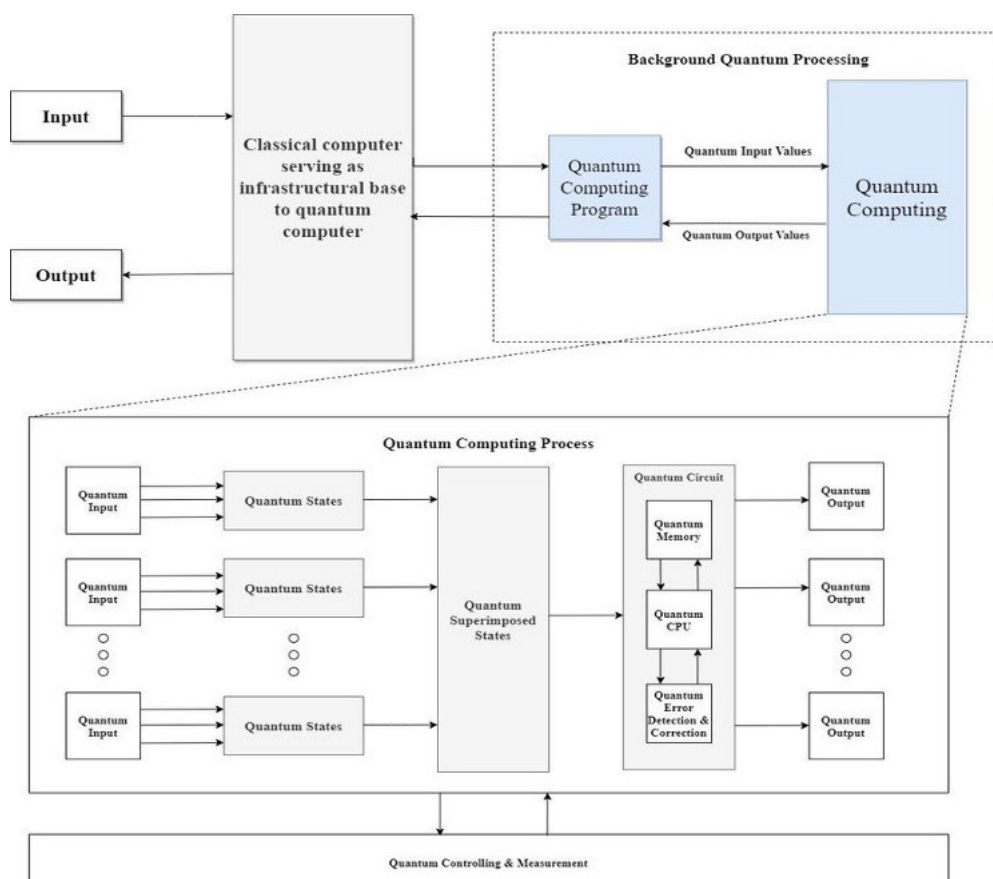 Background Quantum Processing
Input
Classical computer
serving as
infrastructural base
to quantum
computer
Output
Quantum
Computing
Program
Quantum Input Values
Quantum Output Values
Quantum
Computing
Quantum Computing Process
Quantum
Input
Quantum States
Quantum
Input
Quantum States
Quantum
Input
Quantum States
Quantum
Superimposed
States
Quantum Circuit
Quantum
Memory
Quantum
CPU
Quantum
Error
Detection &
Correction
Quantum
Output
Quantum
Output
Quantum
Output
Quantum Controlling & Measurement